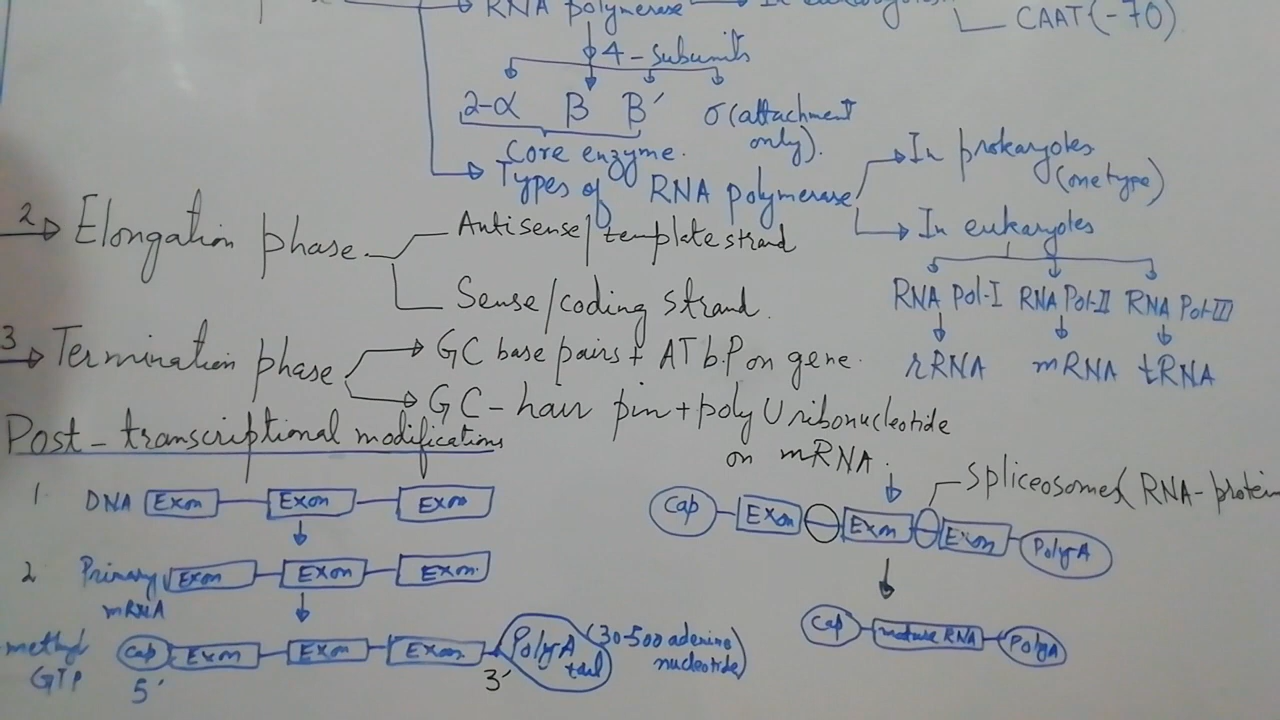 RNA polymerase
CAAT (-70)
4 - subunits
2-α β β′ σ (attachment only).
Core enzyme.
Types of RNA polymerase
In prokaryotes (one type)
In eukaryotes
RNA Pol-I RNA Pol-II RNA Pol-III
rRNA mRNA tRNA
2 Elongation phase
Antisense/template strand
Sense/coding strand.
3 Termination phase
GC base pairs + AT b.P on gene.
GC - hair pin + poly U ribonucleotide
on mRNA.
Post-transcriptional modifications
1. DNA Exon Exon Exon
2 Primary mRNA Exon Exon Exon.
methyl GTP Cap Exon Exon Exon Poly A tail (30-500 adenine nucleotide)
5′ 3′
Spliceosomes (RNA-protein
Cap Exon Exon Exon Poly A
Cap mature RNA Poly A